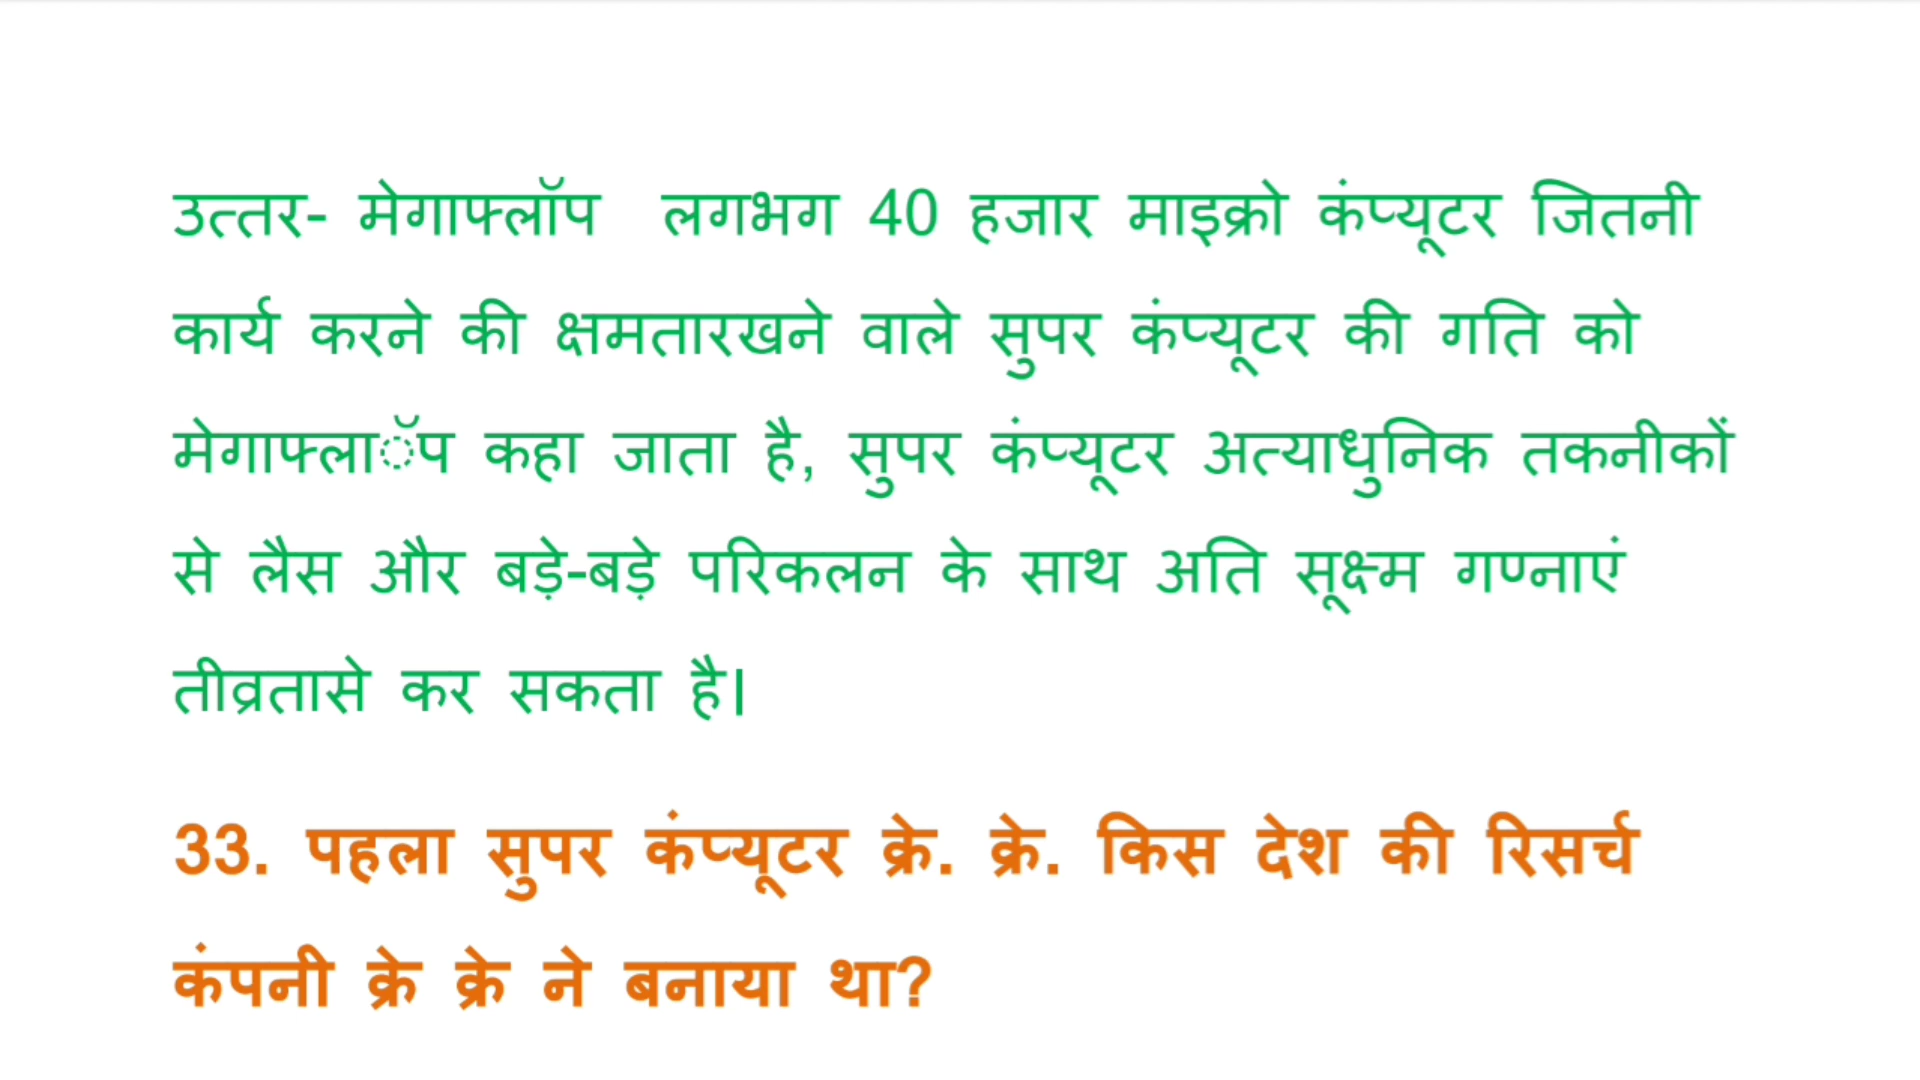 उत्तर- मेगाफ्लॉप लगभग 40 हजार माइक्रो कंप्यूटर जितनी
कार्य करने की क्षमतारखने वाले सुपर कंप्यूटर की गति को
मेगाफ्लाॅप कहा जाता है, सुपर कंप्यूटर अत्याधुनिक तकनीकों
से लैस और बड़े-बड़े परिकलन के साथ अति सूक्ष्म गण्नाएं
तीव्रतासे कर सकता है।
33. पहला सुपर कंप्यूटर क्रे. क्रे. किस देश की रिसर्च
कंपनी क्रे क्रे ने बनाया था?